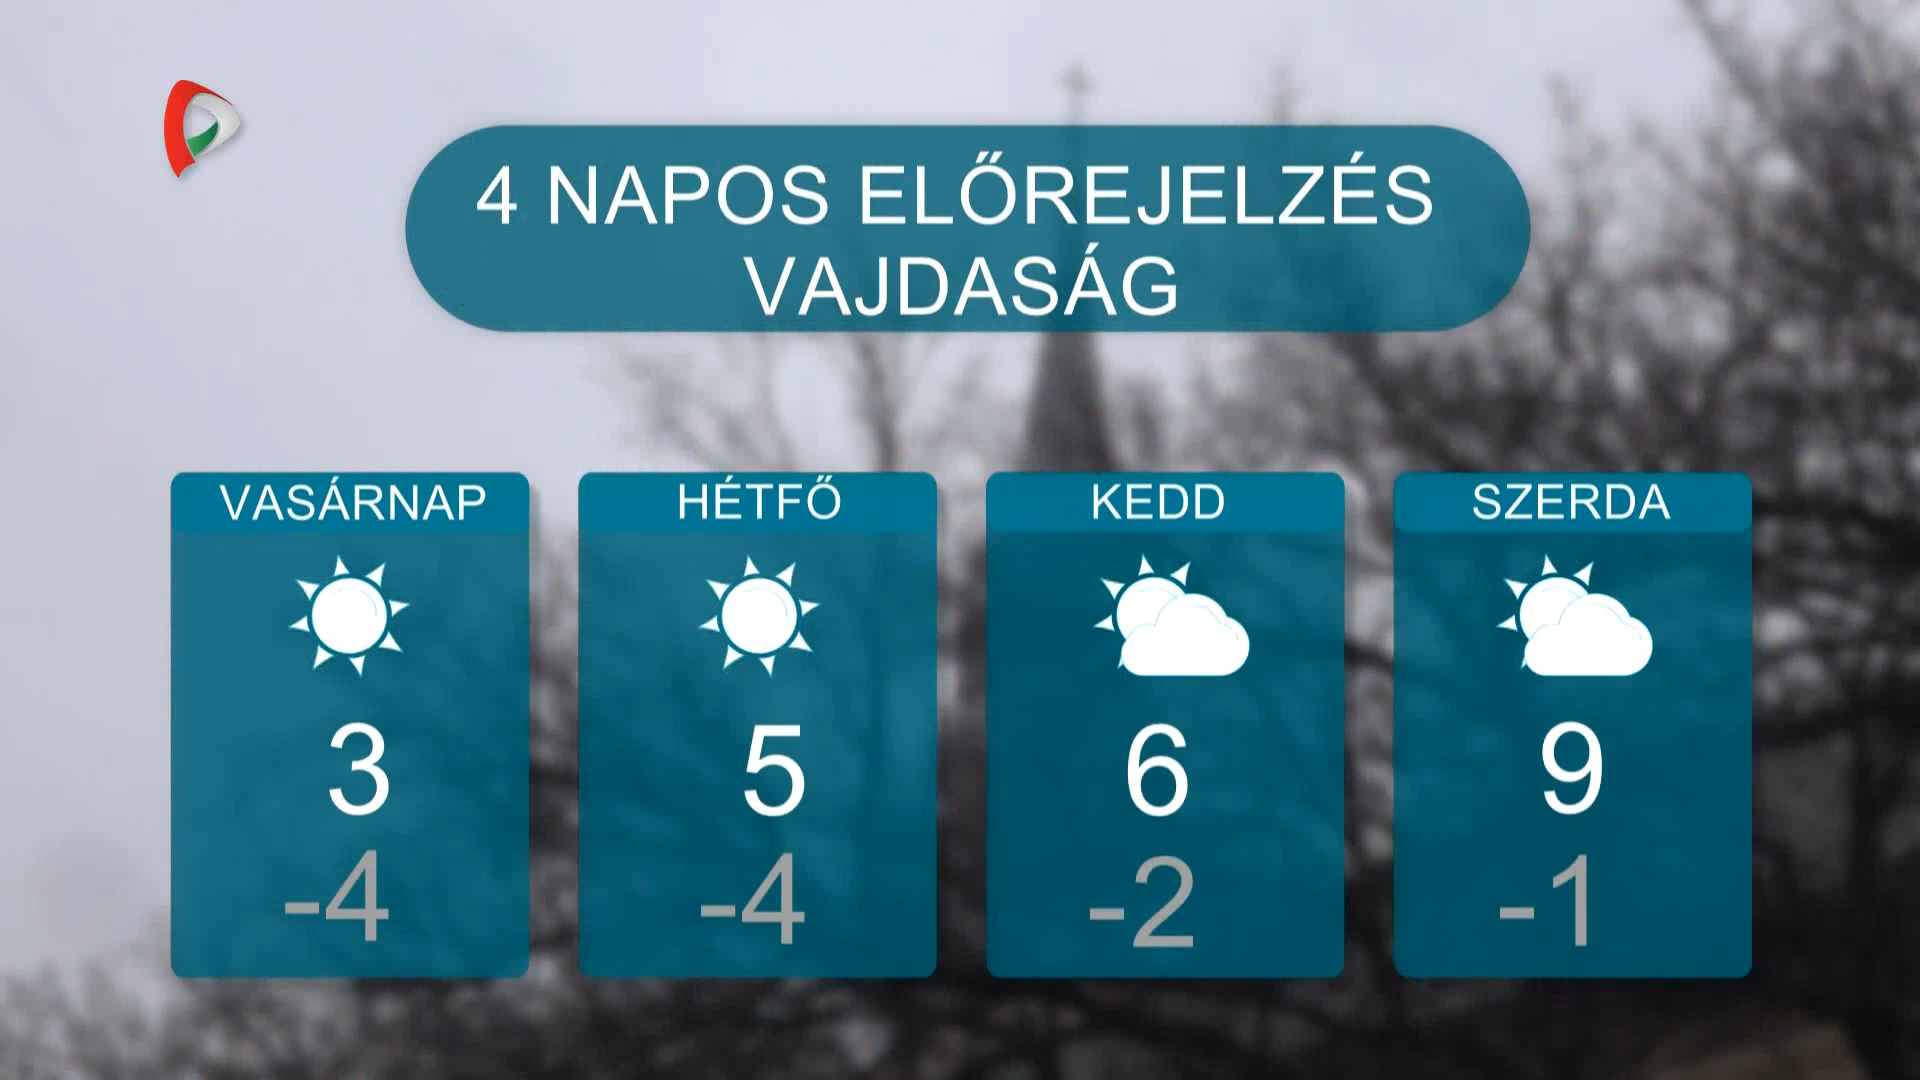 4 NAPOS ELŐREJELZÉS
VAJDASÁG
VASÁRNAP
3
-4
HÉTFŐ
5
-4
KEDD
6
-2
SZERDA
9
-1